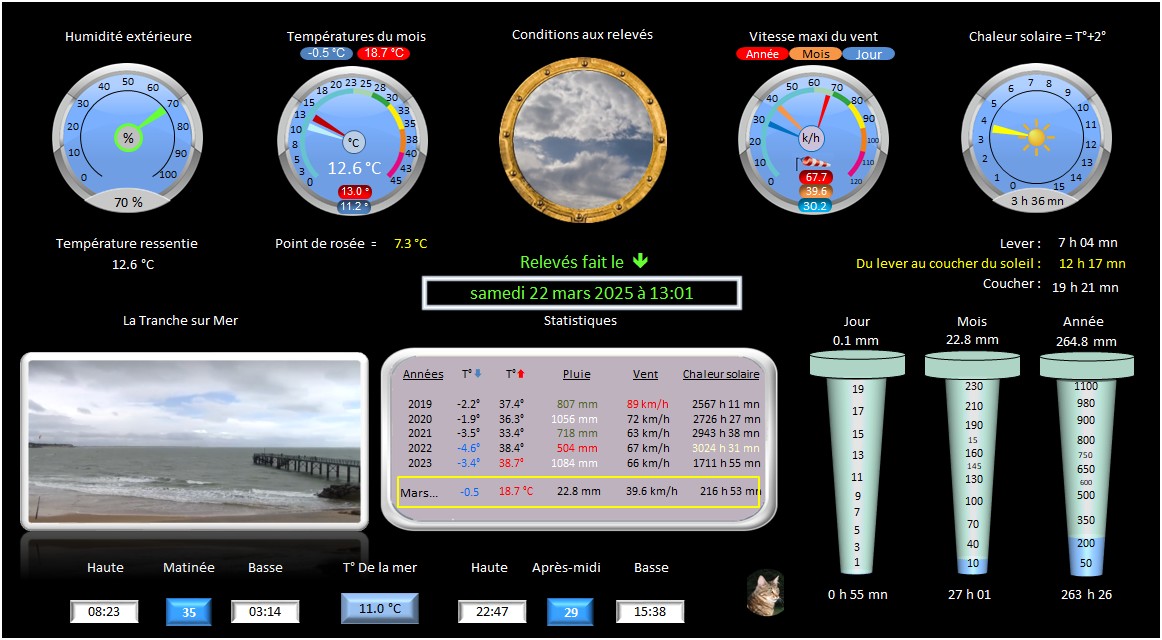 Humidité extérieure
Températures du mois
Conditions aux relevés
Vitesse maxi du vent
Chaleur solaire = T°+2°
-0.5 °C 18.7 °C
Année Mois Jour
0 10 20 30 40 50 60 70 80 90 100
%
70 %
0 3 5 8 10 13 15 18 20 23 25 28 30 33 35 38 40 43 45
°C
12.6 °C
13.0 °
11.2 °
0 10 20 30 40 50 60 70 80 90 100 110 120
k/h
67.7
39.6
30.2
0 1 2 3 4 5 6 7 8 9 10 11 12 13 14 15
3 h 36 mn
Température ressentie
12.6 °C
Point de rosée = 7.3 °C
Relevés fait le
samedi 22 mars 2025 à 13:01
Lever : 7 h 04 mn
Du lever au coucher du soleil : 12 h 17 mn
Coucher : 19 h 21 mn
La Tranche sur Mer
Statistiques
Années T° T° Pluie Vent Chaleur solaire
2019 -2.2° 37.4° 807 mm 89 km/h 2567 h 11 mn
2020 -1.9° 36.3° 1056 mm 72 km/h 2726 h 27 mn
2021 -3.5° 33.4° 718 mm 63 km/h 2943 h 38 mn
2022 -4.6° 38.4° 504 mm 67 km/h 3024 h 31 mn
2023 -3.4° 38.7° 1084 mm 66 km/h 1711 h 55 mn
Mars... -0.5 18.7 °C 22.8 mm 39.6 km/h 216 h 53 mn
Jour
0.1 mm
19
17
15
13
11
9
7
5
3
1
0 h 55 mn
Mois
22.8 mm
230
210
190
15
160
145
130
100
70
40
10
27 h 01
Année
264.8 mm
1100
980
900
800
750
650
600
500
350
200
50
263 h 26
Haute Matinée Basse
08:23 35 03:14
T° De la mer
11.0 °C
Haute Après-midi Basse
22:47 29 15:38